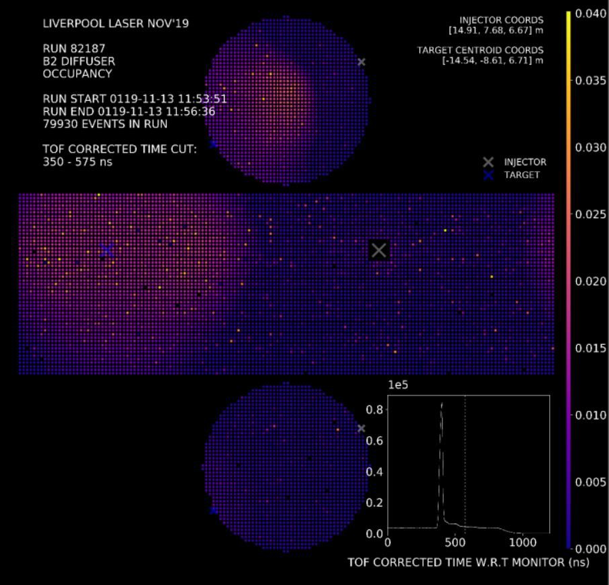 LIVERPOOL LASER NOV'19
RUN 82187
B2 DIFFUSER
OCCUPANCY
RUN START 0119-11-13 11:53:51
RUN END 0119-11-13 11:56:36
79930 EVENTS IN RUN
TOF CORRECTED TIME CUT:
350 - 575 ns
INJECTOR COORDS
[14.91, 7.68, 6.67] m
TARGET CENTROID COORDS
[-14.54, -8.61, 6.71] m
INJECTOR
TARGET
0.040
0.035
0.030
0.025
0.020
0.015
0.010
0.005
0.000
1e5
0.8
0.6
0.4
0.2
0.0
0 500 1000
TOF CORRECTED TIME W.R.T MONITOR (ns)